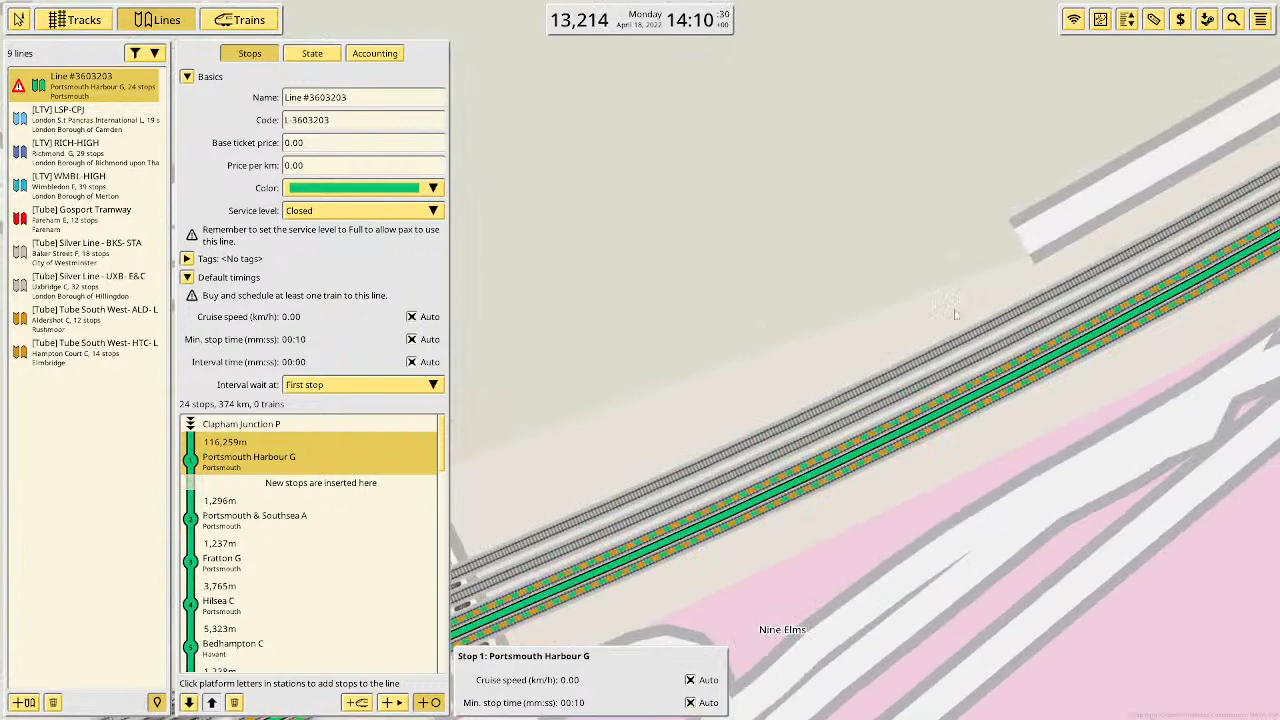 Tracks
Lines
Trains
13,214
Monday
April 18, 2022
14:10
:30
+00
$
9 lines
Line #3603203
Portsmouth Harbour G, 24 stops
Portsmouth
[LTV] LSP-CPJ
London S.t Pancras International L, 19 s
London Borough of Camden
[LTV] RICH-HIGH
Richmond G, 29 stops
London Borough of Richmond upon Tha
[LTV] WMBL-HIGH
Wimbledon F, 39 stops
London Borough of Merton
[Tube] Gosport Tramway
Fareham E, 12 stops
Fareham
[Tube] Silver Line - BKS- STA
Baker Street F, 18 stops
City of Westminster
[Tube] Silver Line - UXB- E&C
Uxbridge C, 32 stops
London Borough of Hillingdon
[Tube] Tube South West- ALD- L
Aldershot C, 12 stops
Rushmoor
[Tube] Tube South West- HTC- L
Hampton Court C, 14 stops
Elmbridge
Stops
State
Accounting
Basics
Name: Line #3603203
Code: L-3603203
Base ticket price: 0.00
Price per km: 0.00
Color:
Service level: Closed
Remember to set the service level to Full to allow pax to use
this line.
Tags: <No tags>
Default timings
Buy and schedule at least one train to this line.
Cruise speed (km/h): 0.00 Auto
Min. stop time (mm:ss): 00:10 Auto
Interval time (mm:ss): 00:00 Auto
Interval wait at: First stop
24 stops, 374 km, 0 trains
Clapham Junction P
116,259m
1 Portsmouth Harbour G
Portsmouth
New stops are inserted here
1,296m
2 Portsmouth & Southsea A
Portsmouth
1,237m
3 Fratton G
Portsmouth
3,765m
4 Hilsea C
Portsmouth
5,323m
5 Bedhampton C
Havant
Click platform letters in stations to add stops to the line
Nine Elms
Stop 1: Portsmouth Harbour G
Cruise speed (km/h): 0.00 Auto
Min. stop time (mm:ss): 00:10 Auto